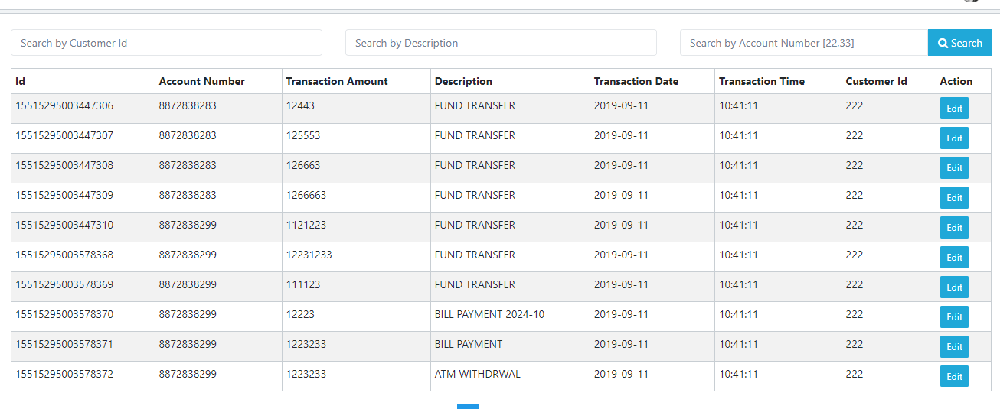 Search by Customer Id Search by Description Search by Account Number [22,33] Search
Id Account Number Transaction Amount Description Transaction Date Transaction Time Customer Id Action
15515295003447306 8872838283 12443 FUND TRANSFER 2019-09-11 10:41:11 222 Edit
15515295003447307 8872838283 125553 FUND TRANSFER 2019-09-11 10:41:11 222 Edit
15515295003447308 8872838283 126663 FUND TRANSFER 2019-09-11 10:41:11 222 Edit
15515295003447309 8872838283 1266663 FUND TRANSFER 2019-09-11 10:41:11 222 Edit
15515295003447310 8872838299 1121223 FUND TRANSFER 2019-09-11 10:41:11 222 Edit
15515295003578368 8872838299 12231233 FUND TRANSFER 2019-09-11 10:41:11 222 Edit
15515295003578369 8872838299 111123 FUND TRANSFER 2019-09-11 10:41:11 222 Edit
15515295003578370 8872838299 12223 BILL PAYMENT 2024-10 2019-09-11 10:41:11 222 Edit
15515295003578371 8872838299 1223233 BILL PAYMENT 2019-09-11 10:41:11 222 Edit
15515295003578372 8872838299 1223233 ATM WITHDRWAL 2019-09-11 10:41:11 222 Edit